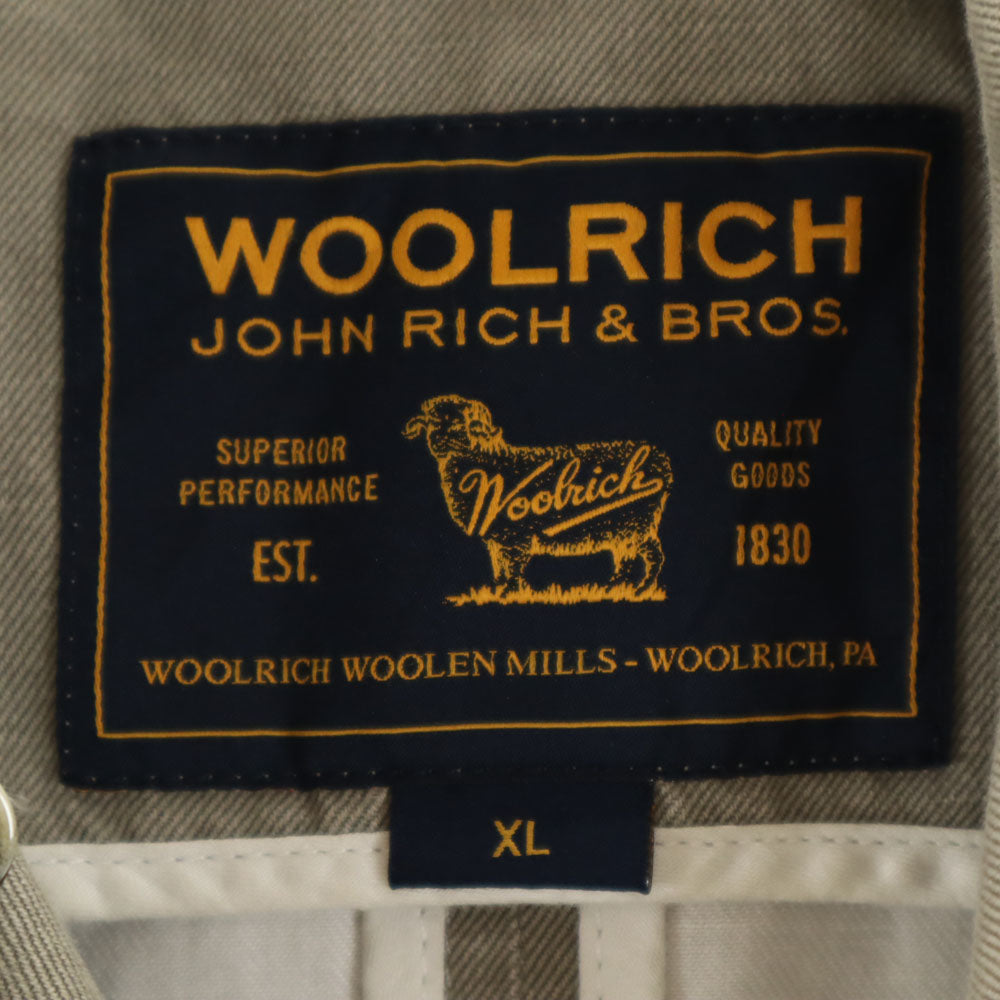 WOOLRICH
JOHN RICH & BROS.
SUPERIOR
PERFORMANCE
EST.
Woolrich
QUALITY
GOODS
1830
WOOLRICH WOOLEN MILLS - WOOLRICH, PA
XL